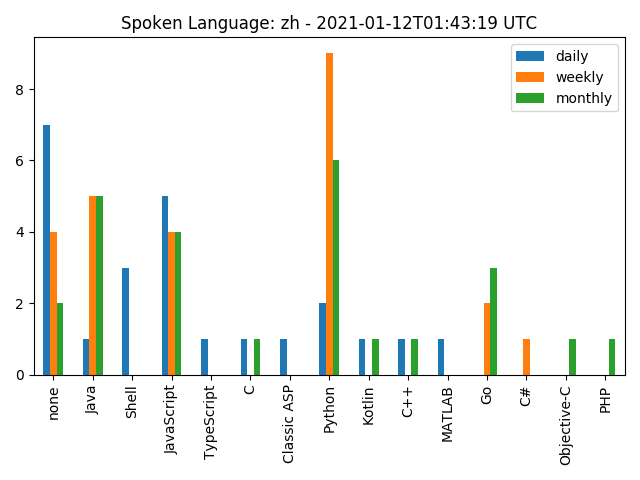 Spoken Language: zh - 2021-01-12T01:43:19 UTC
daily
weekly
monthly
8
6
4
2
0
none
Java
Shell
JavaScript
TypeScript
C
Classic ASP
Python
Kotlin
C++
MATLAB
Go
C#
Objective-C
PHP